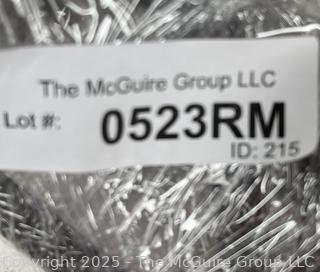 The McGuire Group LLC
Lot #: 0523RM
ID: 215
Copyright 2025 - The McGuire Group LLC